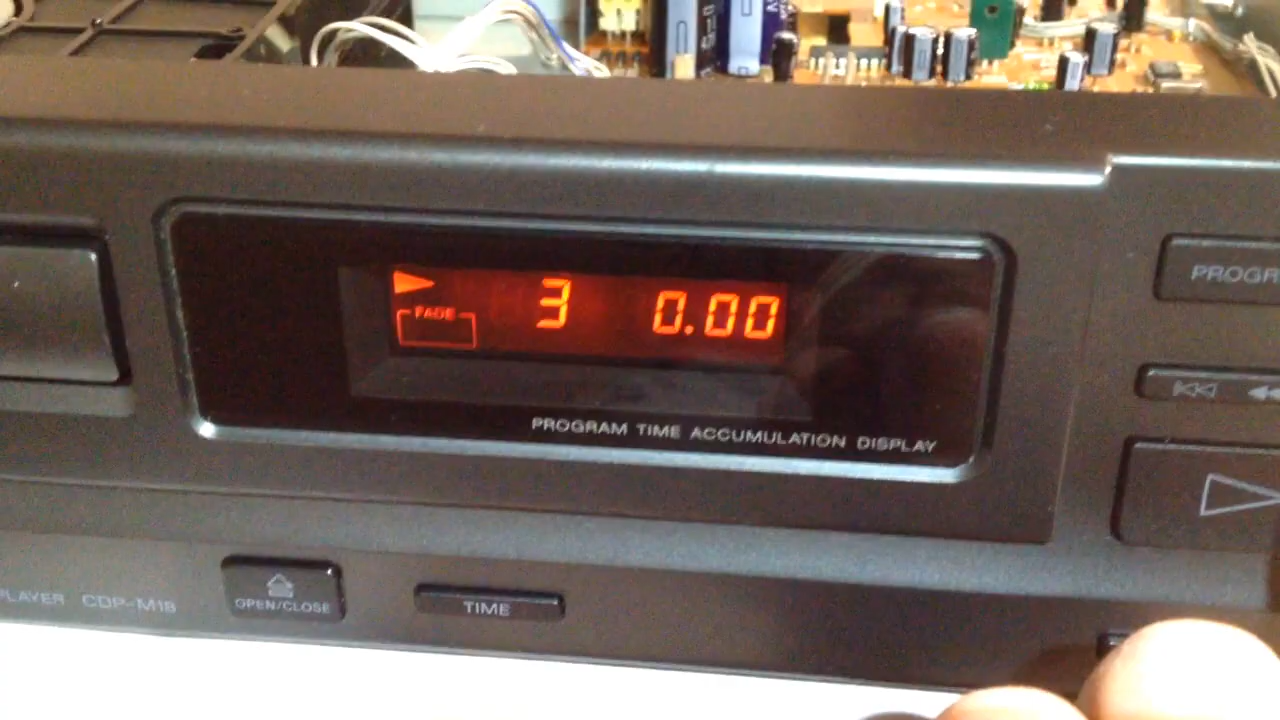 FADE
3 0.00
PROGRAM TIME ACCUMULATION DISPLAY
PROGR
OPEN/CLOSE
TIME
PLAYER CDP-M18